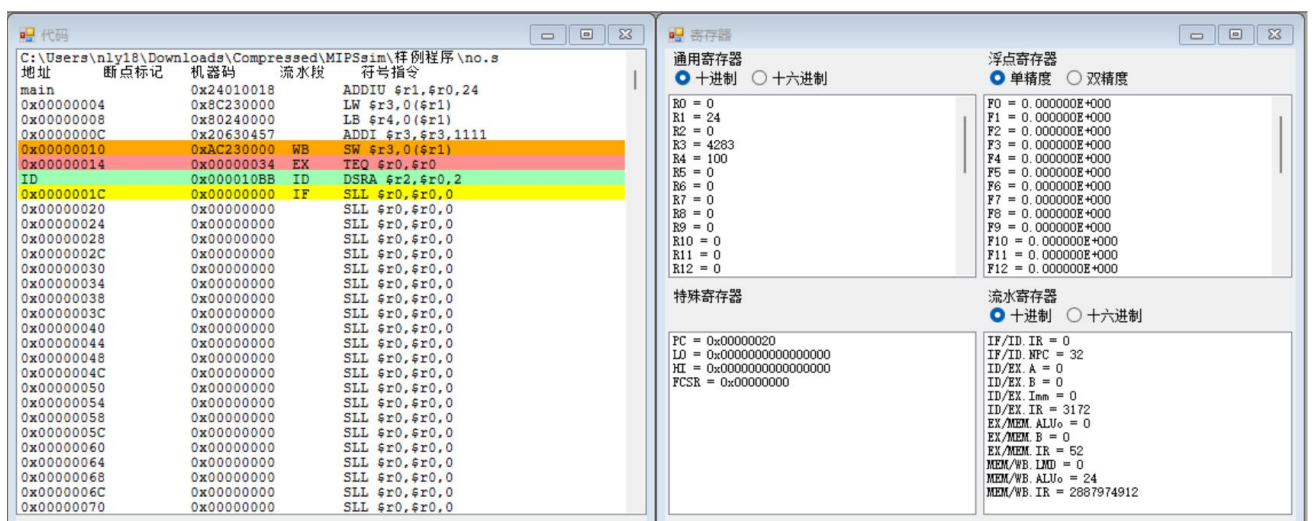 代码
C:\Users\nly18\Downloads\Compressed\MIPSsim\样例程序\no.s
地址 断点标记 机器码 流水段 符号指令
main 0x24010018 ADDIU $r1,$r0,24
0x00000004 0x8C230000 LW $r3,0($r1)
0x00000008 0x80240000 LB $r4,0($r1)
0x0000000C 0x20630457 ADDI $r3,$r3,1111
0x00000010 0xAC230000 WB SW $r3,0($r1)
0x00000014 0x00000034 EX TEQ $r0,$r0
ID 0x000010BB ID DSRA $r2,$r0,2
0x0000001C 0x00000000 IF SLL $r0,$r0,0
0x00000020 0x00000000 SLL $r0,$r0,0
0x00000024 0x00000000 SLL $r0,$r0,0
0x00000028 0x00000000 SLL $r0,$r0,0
0x0000002C 0x00000000 SLL $r0,$r0,0
0x00000030 0x00000000 SLL $r0,$r0,0
0x00000034 0x00000000 SLL $r0,$r0,0
0x00000038 0x00000000 SLL $r0,$r0,0
0x0000003C 0x00000000 SLL $r0,$r0,0
0x00000040 0x00000000 SLL $r0,$r0,0
0x00000044 0x00000000 SLL $r0,$r0,0
0x00000048 0x00000000 SLL $r0,$r0,0
0x0000004C 0x00000000 SLL $r0,$r0,0
0x00000050 0x00000000 SLL $r0,$r0,0
0x00000054 0x00000000 SLL $r0,$r0,0
0x00000058 0x00000000 SLL $r0,$r0,0
0x0000005C 0x00000000 SLL $r0,$r0,0
0x00000060 0x00000000 SLL $r0,$r0,0
0x00000064 0x00000000 SLL $r0,$r0,0
0x00000068 0x00000000 SLL $r0,$r0,0
0x0000006C 0x00000000 SLL $r0,$r0,0
0x00000070 0x00000000 SLL $r0,$r0,0
寄存器
通用寄存器
十进制 十六进制
R0 = 0
R1 = 24
R2 = 0
R3 = 4283
R4 = 100
R5 = 0
R6 = 0
R7 = 0
R8 = 0
R9 = 0
R10 = 0
R11 = 0
R12 = 0
浮点寄存器
单精度 双精度
F0 = 0.000000E+000
F1 = 0.000000E+000
F2 = 0.000000E+000
F3 = 0.000000E+000
F4 = 0.000000E+000
F5 = 0.000000E+000
F6 = 0.000000E+000
F7 = 0.000000E+000
F8 = 0.000000E+000
F9 = 0.000000E+000
F10 = 0.000000E+000
F11 = 0.000000E+000
F12 = 0.000000E+000
特殊寄存器
PC = 0x00000020
LO = 0x0000000000000000
HI = 0x0000000000000000
FCSR = 0x00000000
流水寄存器
十进制 十六进制
IF/ID.IR = 0
IF/ID.NPC = 32
ID/EX.A = 0
ID/EX.B = 0
ID/EX.Imm = 0
ID/EX.IR = 3172
EX/MEM.ALUo = 0
EX/MEM.B = 0
EX/MEM.IR = 52
MEM/WB.LMD = 0
MEM/WB.ALUo = 24
MEM/WB.IR = 2887974912